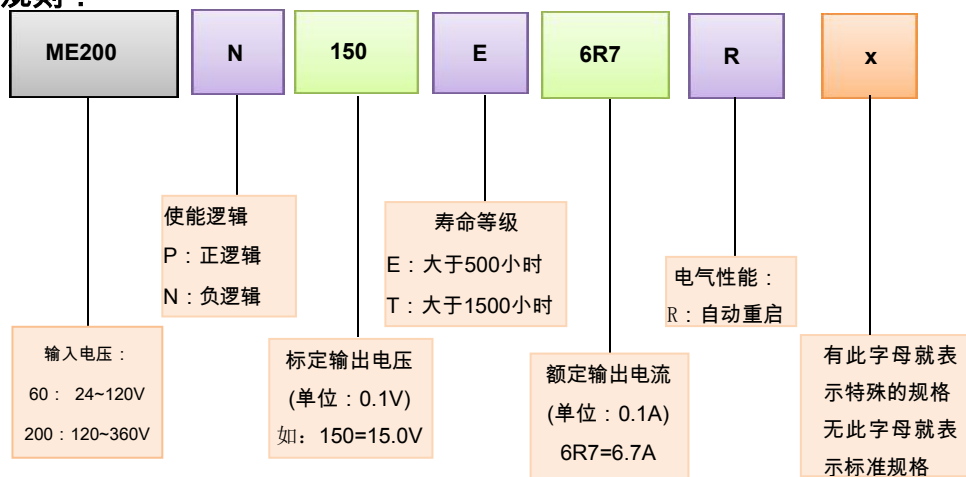 规则：
ME200
N
150
E
6R7
R
x
使能逻辑
P：正逻辑
N：负逻辑
寿命等级
E：大于500小时
T：大于1500小时
电气性能：
R：自动重启
输入电压：
60： 24~120V
200：120~360V
标定输出电压
(单位：0.1V)
如：150=15.0V
额定输出电流
(单位：0.1A)
6R7=6.7A
有此字母就表
示特殊的规格
无此字母就表
示标准规格